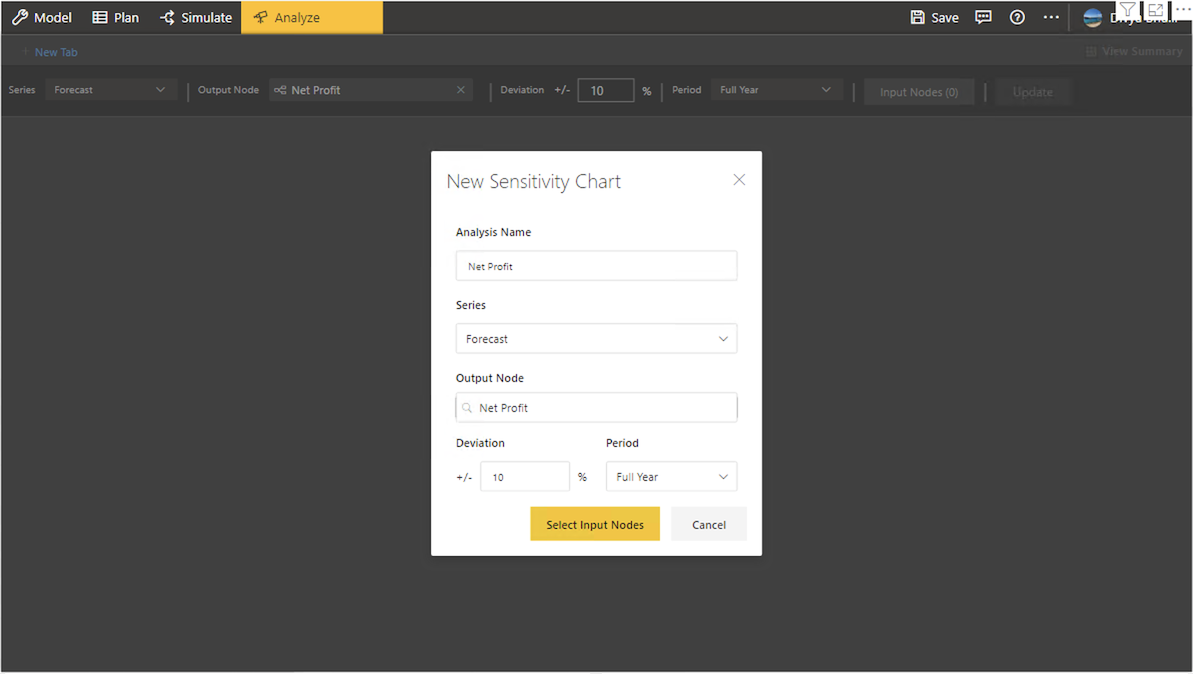 Model Plan Simulate Analyze Save
+ New Tab View Summary
Series Forecast Output Node Net Profit Deviation +/- 10 % Period Full Year Input Nodes (0) Update
New Sensitivity Chart
Analysis Name
Net Profit
Series
Forecast
Output Node
Net Profit
Deviation Period
+/- 10 % Full Year
Select Input Nodes Cancel